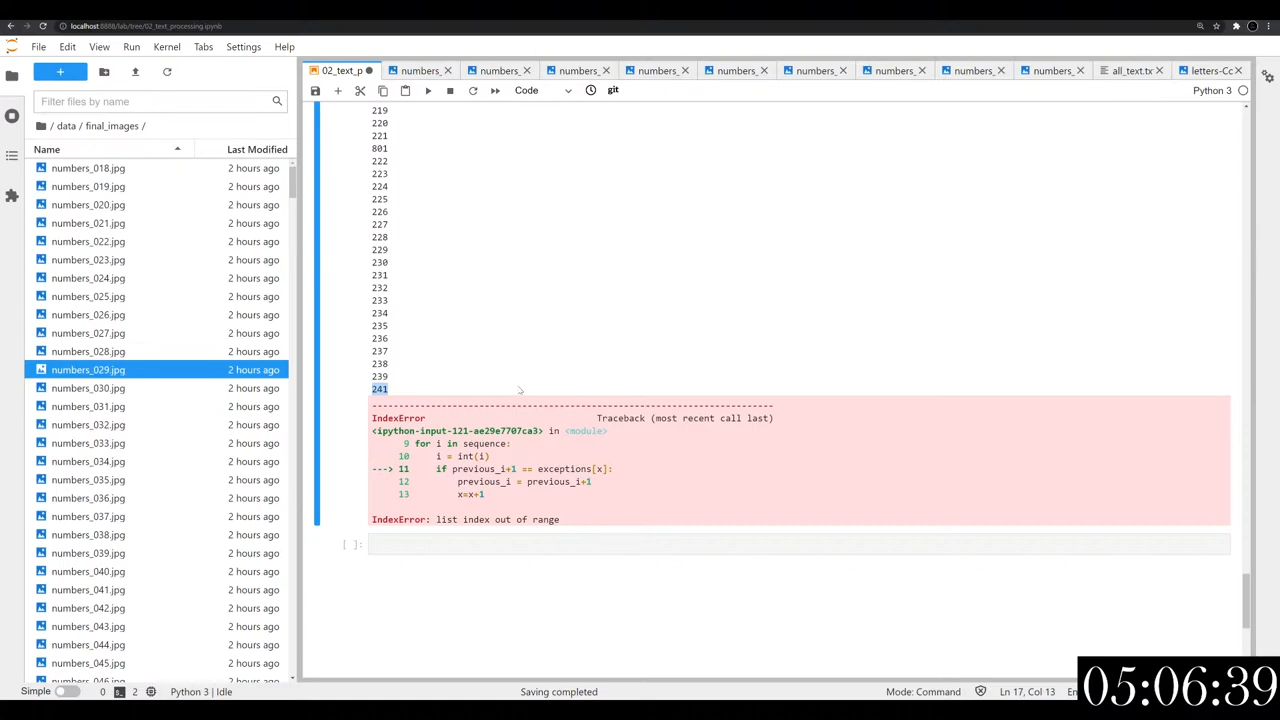 localhost:8888/lab/tree/02_text_processing.ipynb
File Edit View Run Kernel Tabs Settings Help
02_text_p numbers_ numbers_ numbers_ numbers_ numbers_ numbers_ numbers_ numbers_ numbers_ all_text.tx letters-Cc
+
Code git Python 3
Filter files by name
/ data / final_images /
Name Last Modified
numbers_018.jpg 2 hours ago
numbers_019.jpg 2 hours ago
numbers_020.jpg 2 hours ago
numbers_021.jpg 2 hours ago
numbers_022.jpg 2 hours ago
numbers_023.jpg 2 hours ago
numbers_024.jpg 2 hours ago
numbers_025.jpg 2 hours ago
numbers_026.jpg 2 hours ago
numbers_027.jpg 2 hours ago
numbers_028.jpg 2 hours ago
numbers_029.jpg 2 hours ago
numbers_030.jpg 2 hours ago
numbers_031.jpg 2 hours ago
numbers_032.jpg 2 hours ago
numbers_033.jpg 2 hours ago
numbers_034.jpg 2 hours ago
numbers_035.jpg 2 hours ago
numbers_036.jpg 2 hours ago
numbers_037.jpg 2 hours ago
numbers_038.jpg 2 hours ago
numbers_039.jpg 2 hours ago
numbers_040.jpg 2 hours ago
numbers_041.jpg 2 hours ago
numbers_042.jpg 2 hours ago
numbers_043.jpg 2 hours ago
numbers_044.jpg 2 hours ago
numbers_045.jpg 2 hours ago
numbers_046.jpg 2 hours ago
219
220
221
801
222
223
224
225
226
227
228
229
230
231
232
233
234
235
236
237
238
239
241
---------------------------------------------------------------------------
IndexError Traceback (most recent call last)
<ipython-input-121-ae29e7707ca3> in <module>
9 for i in sequence:
10 i = int(i)
---> 11 if previous_i+1 == exceptions[x]:
12 previous_i = previous_i+1
13 x=x+1
IndexError: list index out of range
[ ]:
Simple 0 2 Python 3 | Idle Saving completed Mode: Command Ln 17, Col 13
05:06:39